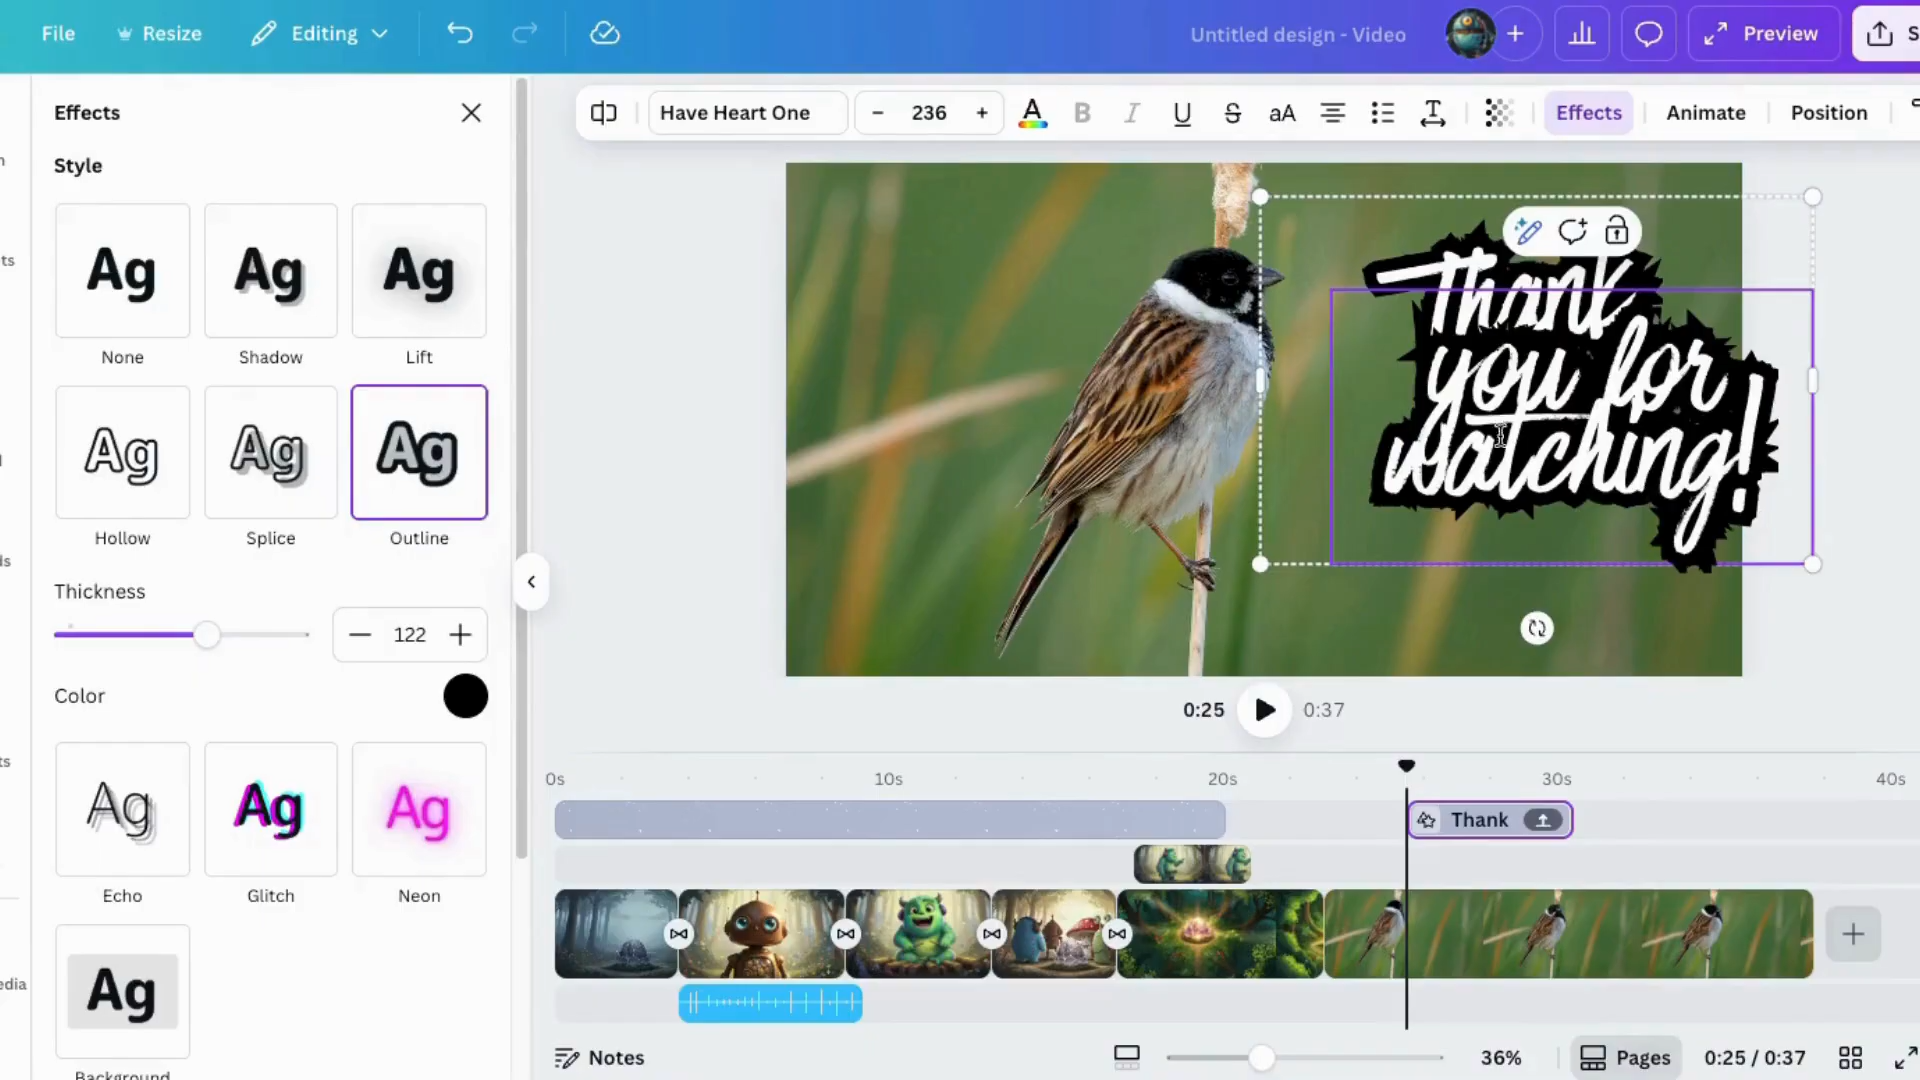 File
Resize
Editing
Untitled design - Video
Preview
Effects
Style
Ag
None
Ag
Shadow
Ag
Lift
Ag
Hollow
Ag
Splice
Ag
Outline
Thickness
122
Color
Ag
Echo
Ag
Glitch
Ag
Neon
Ag
Background
Have Heart One
236
A
B
I
U
S
aA
T
Effects
Animate
Position
Thank
you for
watching!
0:25
0:37
0s
10s
20s
30s
40s
Thank
Notes
36%
Pages
0:25 / 0:37